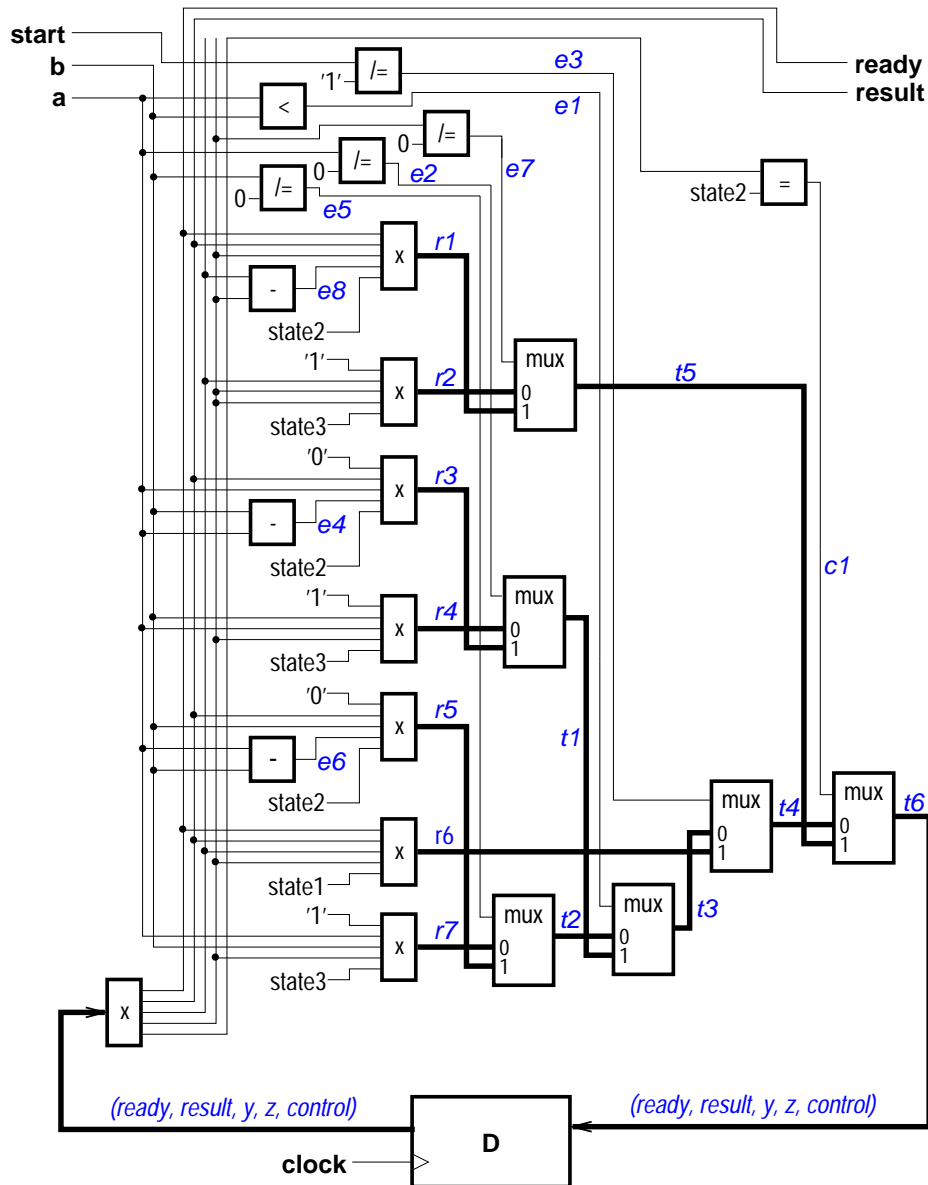 start
b
a
/=
'1'
e3
ready
result
<
e1
/=
0
e7
/=
0
e2
/=
0
e5
=
state2
x
r1
-
e8
state2
mux
0
1
t5
'1'
x
r2
state3
'0'
x
r3
-
e4
state2
c1
mux
0
1
'1'
x
r4
state3
'0'
x
r5
-
e6
state2
t1
mux
0
1
t4
mux
0
1
t6
x
r6
state1
mux
0
1
t2
mux
0
1
t3
'1'
x
r7
state3
x
(ready, result, y, z, control)
(ready, result, y, z, control)
D
clock